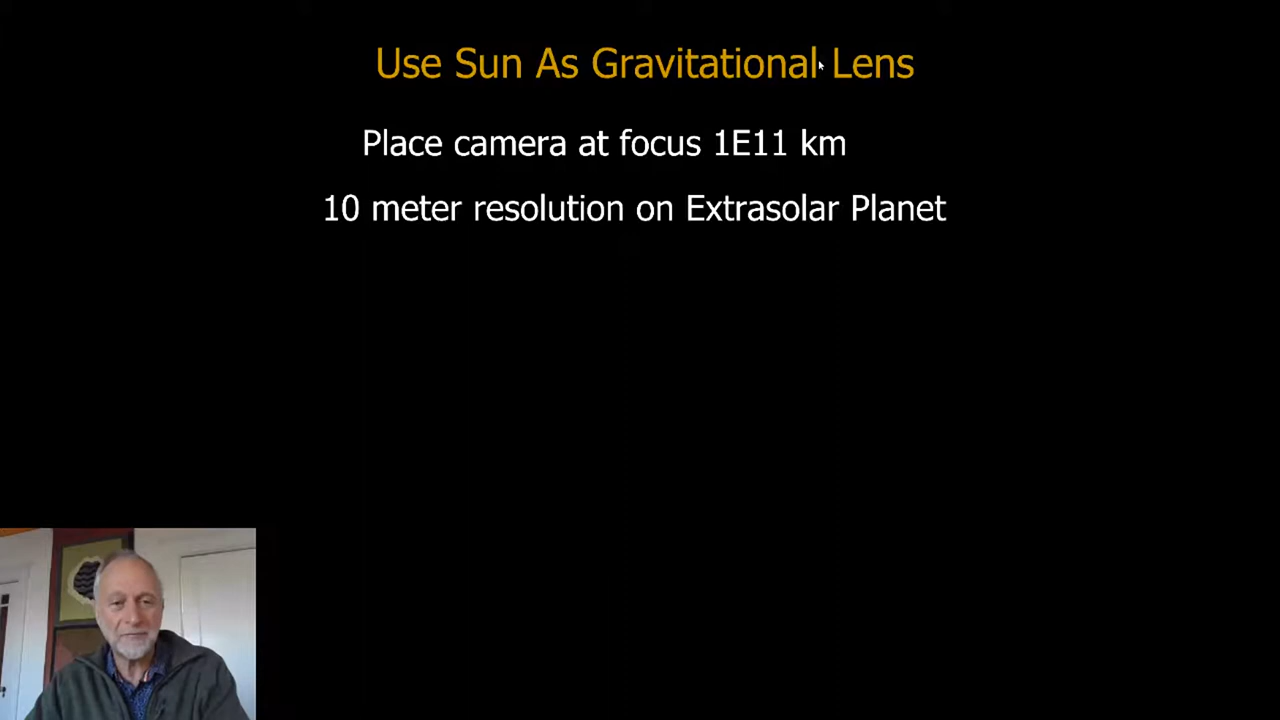 Use Sun As Gravitational Lens
Place camera at focus 1E11 km
10 meter resolution on Extrasolar Planet